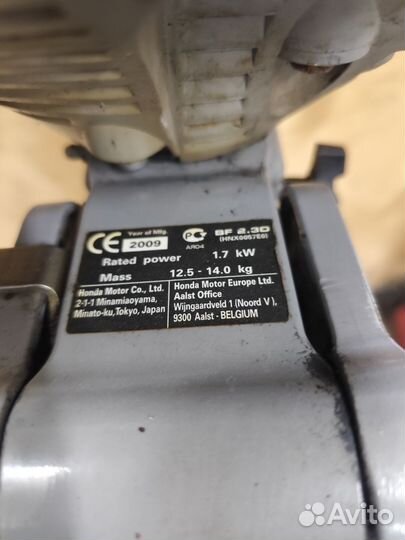 CE Year of Mfg. 2009 PC AЯ04 BF 2.3D
(HNX0057E0)
Rated power 1.7 kW
Mass 12.5 - 14.0 kg
Honda Motor Co., Ltd.
2-1-1 Minamiaoyama,
Minato-ku,Tokyo, Japan
Honda Motor Europe Ltd.
Aalst Office
Wijngaardveld 1 (Noord V),
9300 Aalst - BELGIUM
Avito